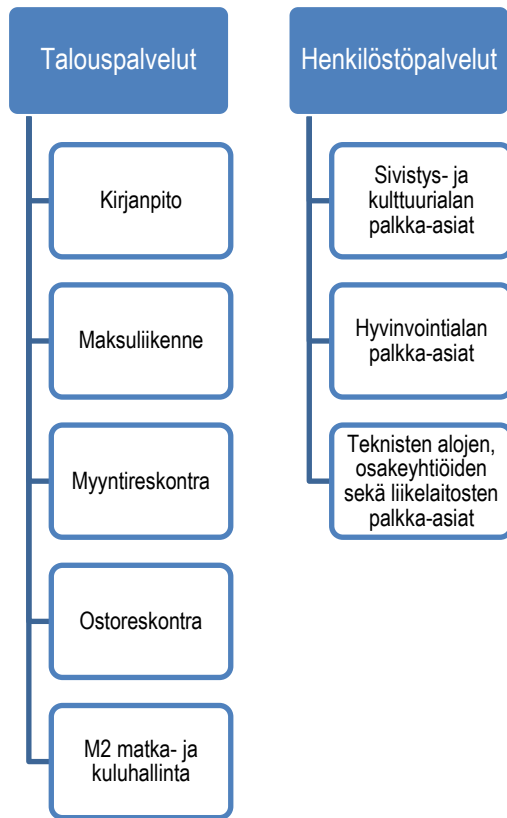 Talouspalvelut
Kirjanpito
Maksuliikenne
Myyntireskontra
Ostoreskontra
M2 matka- ja
kuluhallinta
Henkilöstöpalvelut
Sivistys- ja
kulttuurialan
palkka-asiat
Hyvinvointialan
palkka-asiat
Teknisten alojen,
osakeyhtiöiden
sekä liikelaitosten
palkka-asiat